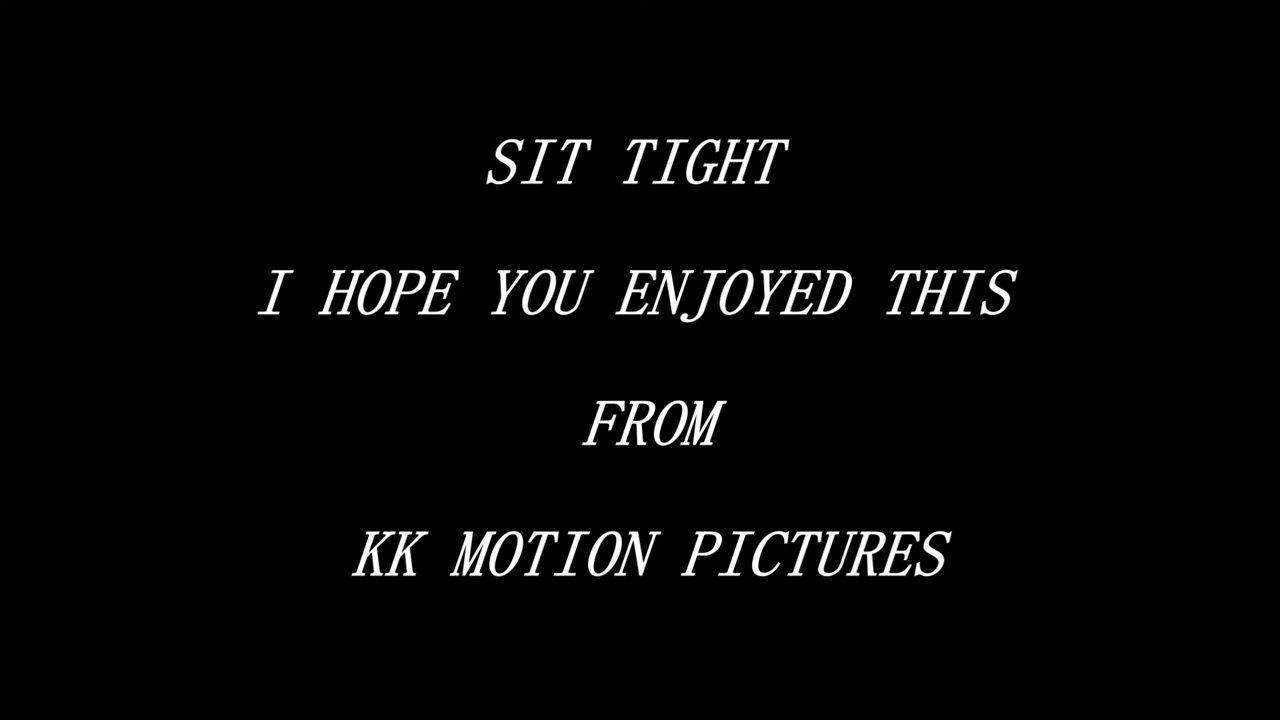 SIT TIGHT
I HOPE YOU ENJOYED THIS
FROM
KK MOTION PICTURES